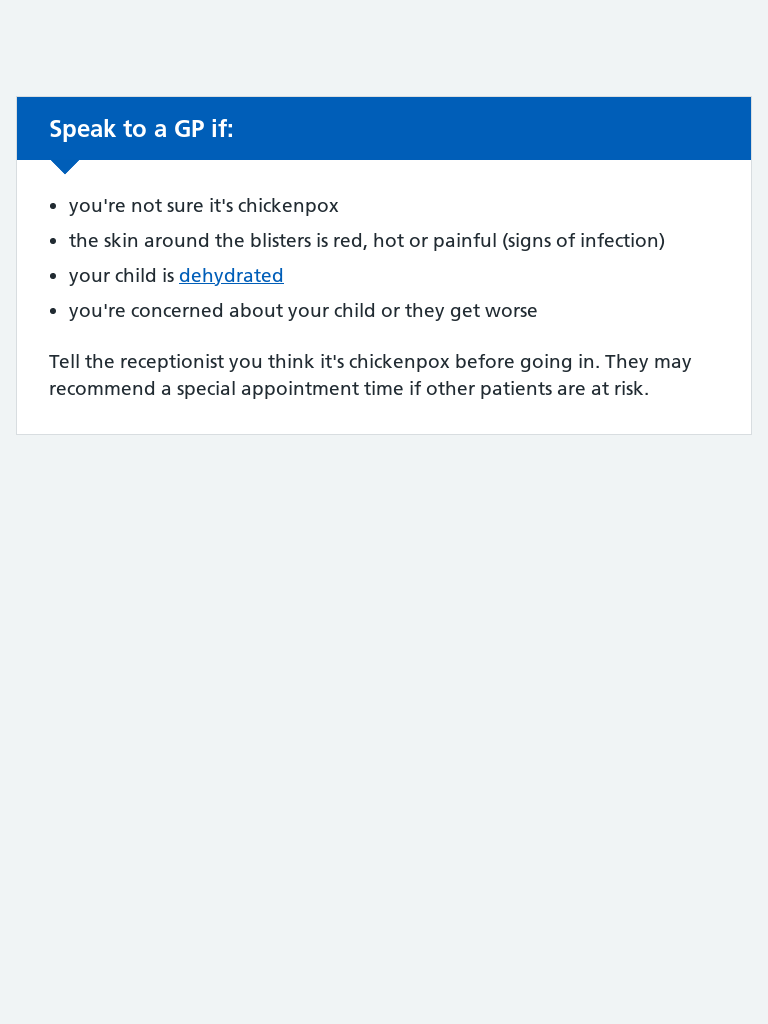 Speak to a GP if:
you're not sure it's chickenpox
the skin around the blisters is red, hot or painful (signs of infection)
your child is dehydrated
you're concerned about your child or they get worse
Tell the receptionist you think it's chickenpox before going in. They may
recommend a special appointment time if other patients are at risk.